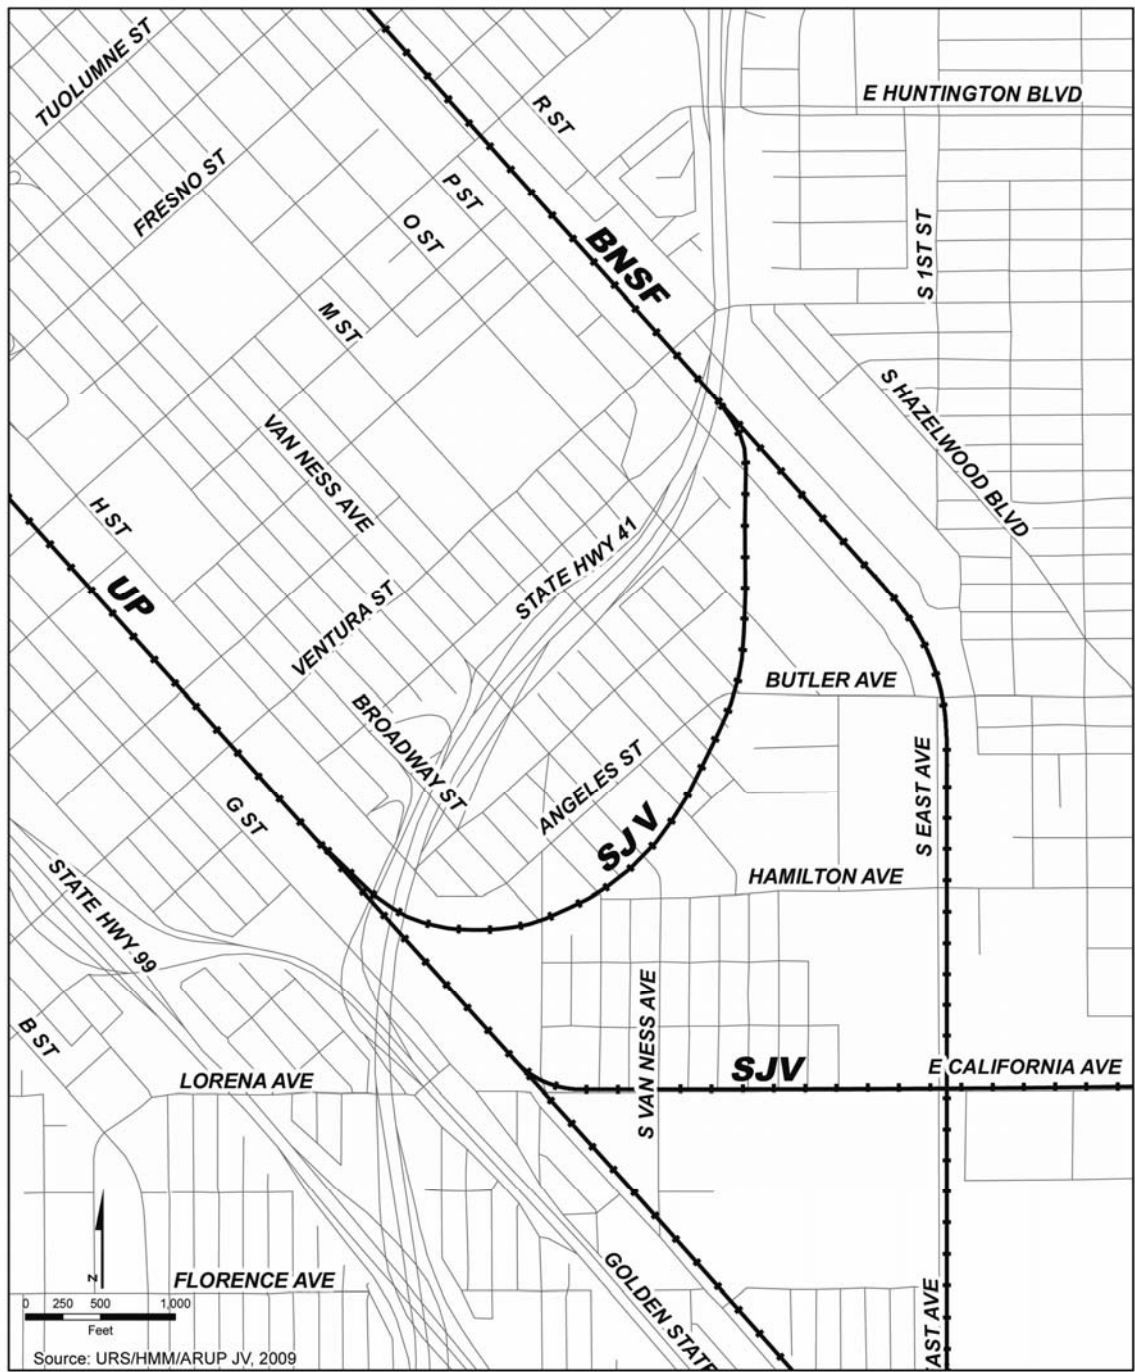 TUOLUMNE ST
R ST
E HUNTINGTON BLVD
FRESNO ST
P ST
O ST
BNSF
S 1ST ST
M ST
S HAZELWOOD BLVD
VAN NESS AVE
H ST
STATE HWY 41
UP
VENTURA ST
BUTLER AVE
BROADWAY ST
ANGELES ST
S EAST AVE
G ST
SJV
HAMILTON AVE
STATE HWY 99
S VAN NESS AVE
B ST
SJV
E CALIFORNIA AVE
LORENA AVE
N
FLORENCE AVE
GOLDEN STATE
EAST AVE
0 250 500 1,000
Feet
Source: URS/HMM/ARUP JV, 2009